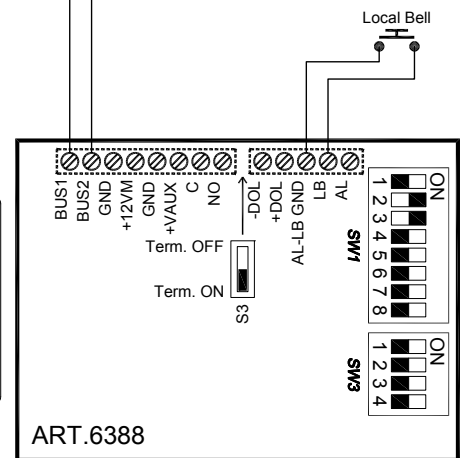 Local Bell
BUS1
BUS2
GND
+12VM
GND
+VAUX
C
NO
-DOL
+DOL
AL-LB GND
LB
AL
Term. OFF
Term. ON
S3
ON
1
2
3
4
5
6
7
8
SW1
ON
1
2
3
4
SW3
ART.6388